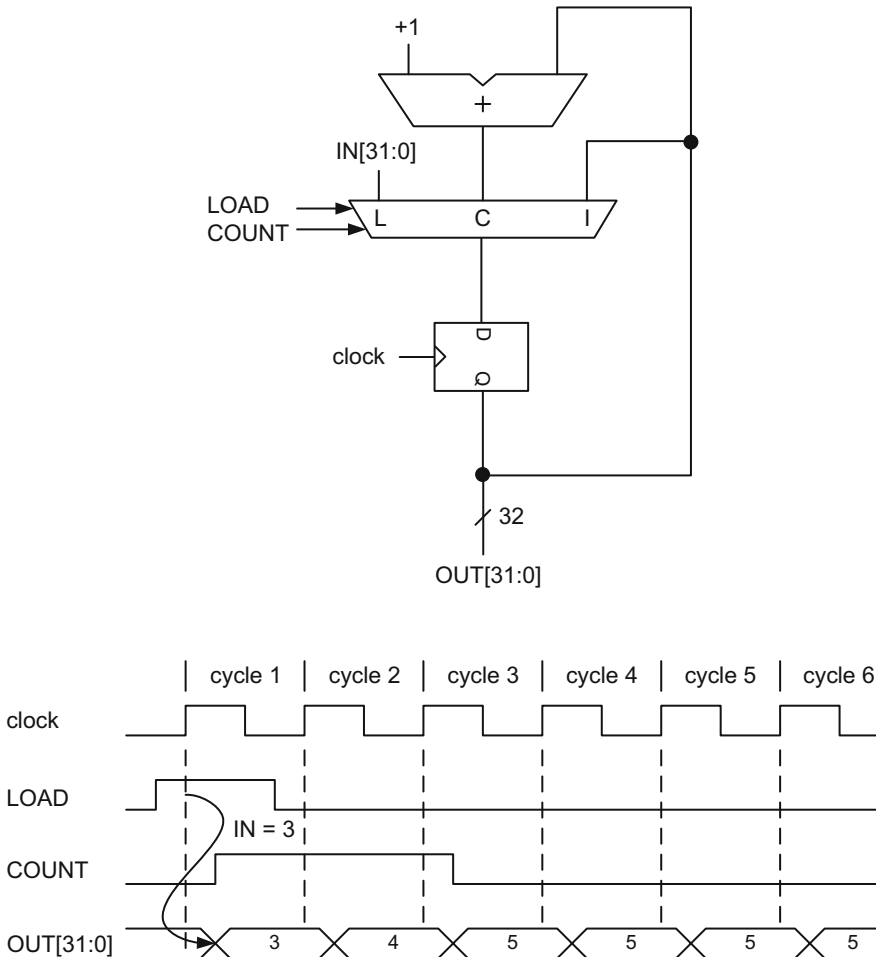 +1
+
IN[31:0]
LOAD
COUNT
L C I
D
clock
Q
32
OUT[31:0]
cycle 1 cycle 2 cycle 3 cycle 4 cycle 5 cycle 6
clock
LOAD
IN = 3
COUNT
OUT[31:0] 3 4 5 5 5 5